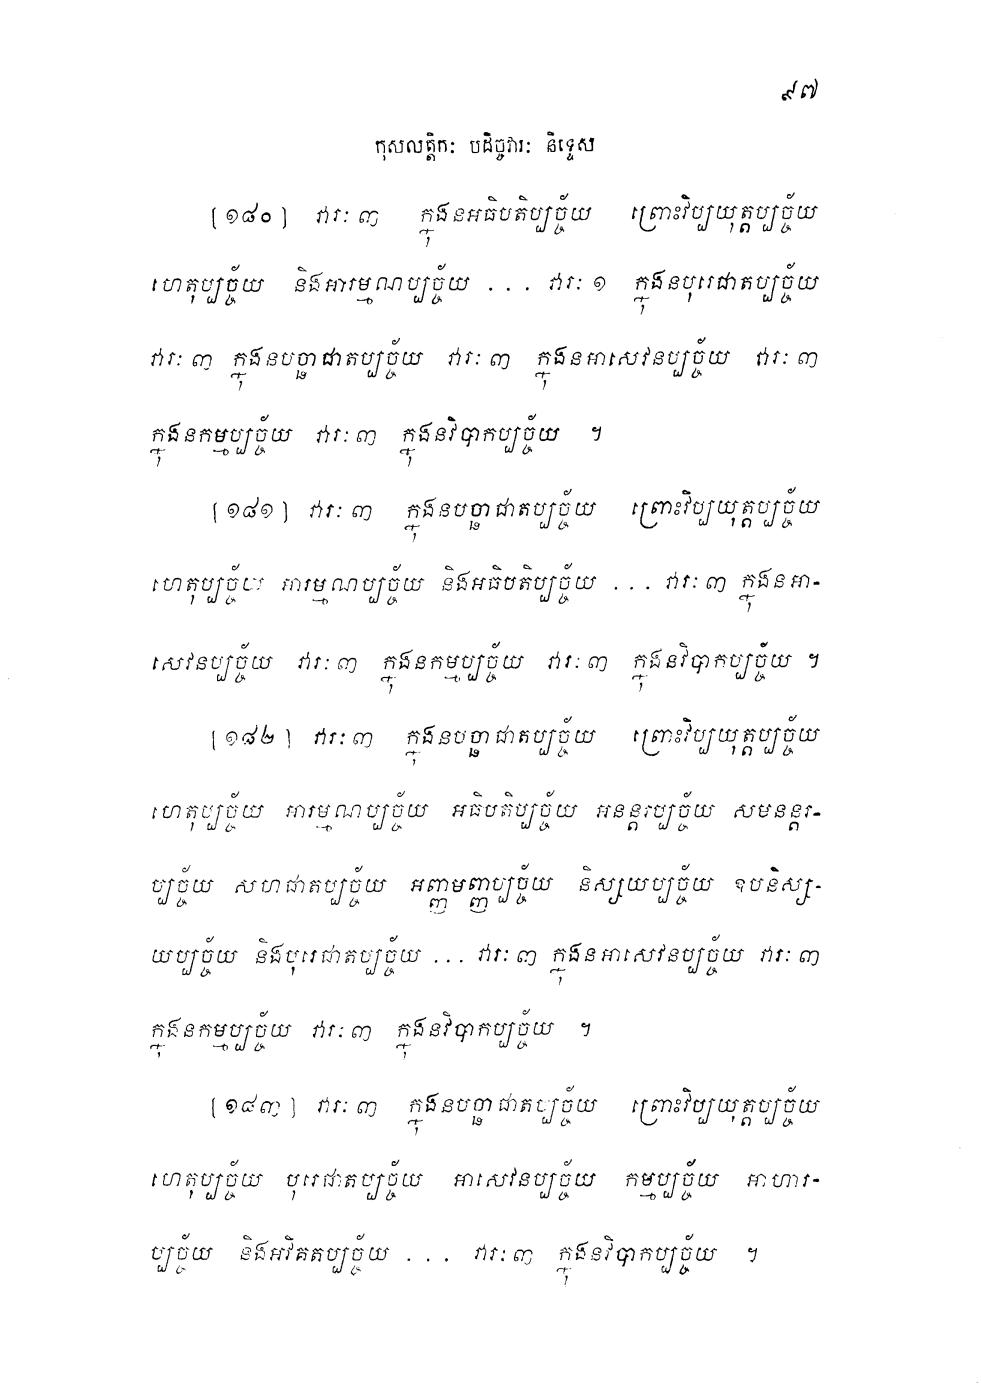 ៩៧
កុសលត្តិក: បដិច្ចវារ: និទ្ទេស
[១៨០] វារៈ ៣ ក្នុងនអធិបតិប្បច្ច័យ ព្រោះវិប្បយុត្តប្បច្ច័យ
ហេតុប្បច្ច័យ និងអារម្មណប្បច្ច័យ ... វារៈ ១ ក្នុងនបុរេជាតប្បច្ច័យ
វារៈ ៣ ក្នុងនបច្ឆាជាតប្បច្ច័យ វារៈ ៣ ក្នុងនអាសេវនប្បច្ច័យ វារៈ ៣
ក្នុងនកម្មប្បច្ច័យ វារៈ ៣ ក្នុងនវិបាកប្បច្ច័យ ។
[១៨១] វារៈ ៣ ក្នុងនបច្ឆាជាតប្បច្ច័យ ព្រោះវិប្បយុត្តប្បច្ច័យ
ហេតុប្បច្ច័យ អារម្មណប្បច្ច័យ និងអធិបតិប្បច្ច័យ ... វារៈ ៣ ក្នុងនអា-
សេវនប្បច្ច័យ វារៈ ៣ ក្នុងនកម្មប្បច្ច័យ វារៈ ៣ ក្នុងនវិបាកប្បច្ច័យ ។
[១៨២] វារៈ ៣ ក្នុងនបច្ឆាជាតប្បច្ច័យ ព្រោះវិប្បយុត្តប្បច្ច័យ
ហេតុប្បច្ច័យ អារម្មណប្បច្ច័យ អធិបតិប្បច្ច័យ អនន្តរប្បច្ច័យ សមនន្តរ-
ប្បច្ច័យ សហជាតប្បច្ច័យ អញ្ញមញ្ញប្បច្ច័យ និស្សយប្បច្ច័យ ឧបនិស្ស-
យប្បច្ច័យ និងបុរេជាតប្បច្ច័យ ... វារៈ ៣ ក្នុងនអាសេវនប្បច្ច័យ វារៈ ៣
ក្នុងនកម្មប្បច្ច័យ វារៈ ៣ ក្នុងនវិបាកប្បច្ច័យ ។
[១៨៣] វារៈ ៣ ក្នុងនបច្ឆាជាតប្បច្ច័យ ព្រោះវិប្បយុត្តប្បច្ច័យ
ហេតុប្បច្ច័យ បុរេជាតប្បច្ច័យ អាសេវនប្បច្ច័យ កម្មប្បច្ច័យ អាហារ-
ប្បច្ច័យ និងអវិគតប្បច្ច័យ ... វារៈ ៣ ក្នុងនវិបាកប្បច្ច័យ ។